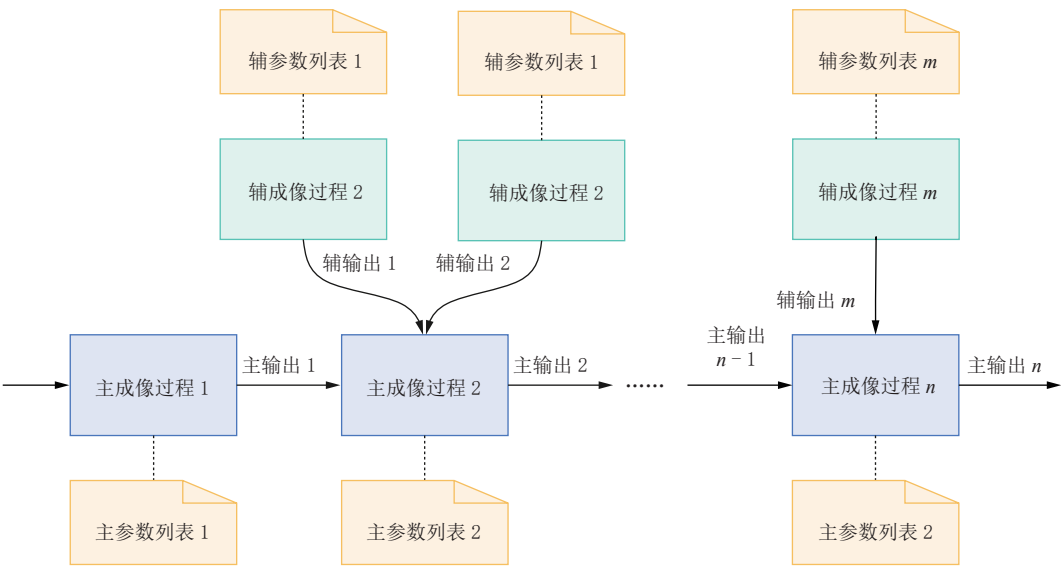 辅参数列表 1
辅参数列表 1
辅参数列表 m
辅成像过程 2
辅成像过程 2
辅成像过程 m
辅输出 1
辅输出 2
辅输出 m
主成像过程 1
主输出 1
主成像过程 2
主输出 2
……
主输出
n－1
主成像过程 n
主输出 n
主参数列表 1
主参数列表 2
主参数列表 2